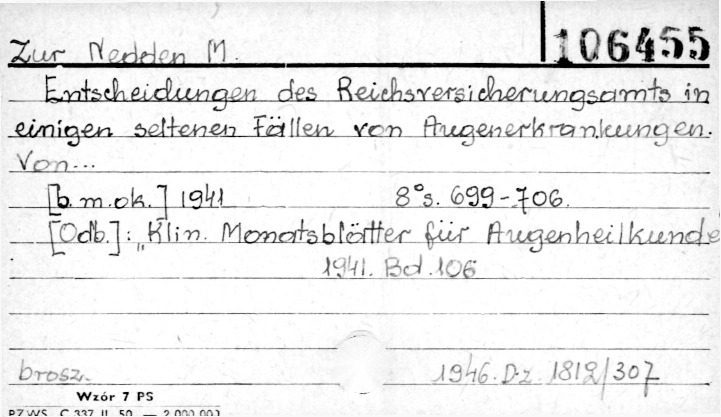 106455
Zur Nedden M.
Entscheidungen des Reichsversicherungsamts in
einigen seltenen Fällen von Augenerkrankungen.
Von...
[b.m.ok.] 1941 8°s. 699-706.
[Odb.]: „Klin. Monatsblätter für Augenheilkunde
1941. Bd. 106
brosz. 1946. Dz. 1812/307
Wzór 7 PS
PZWS. C 337 II 50 — 2 000 003